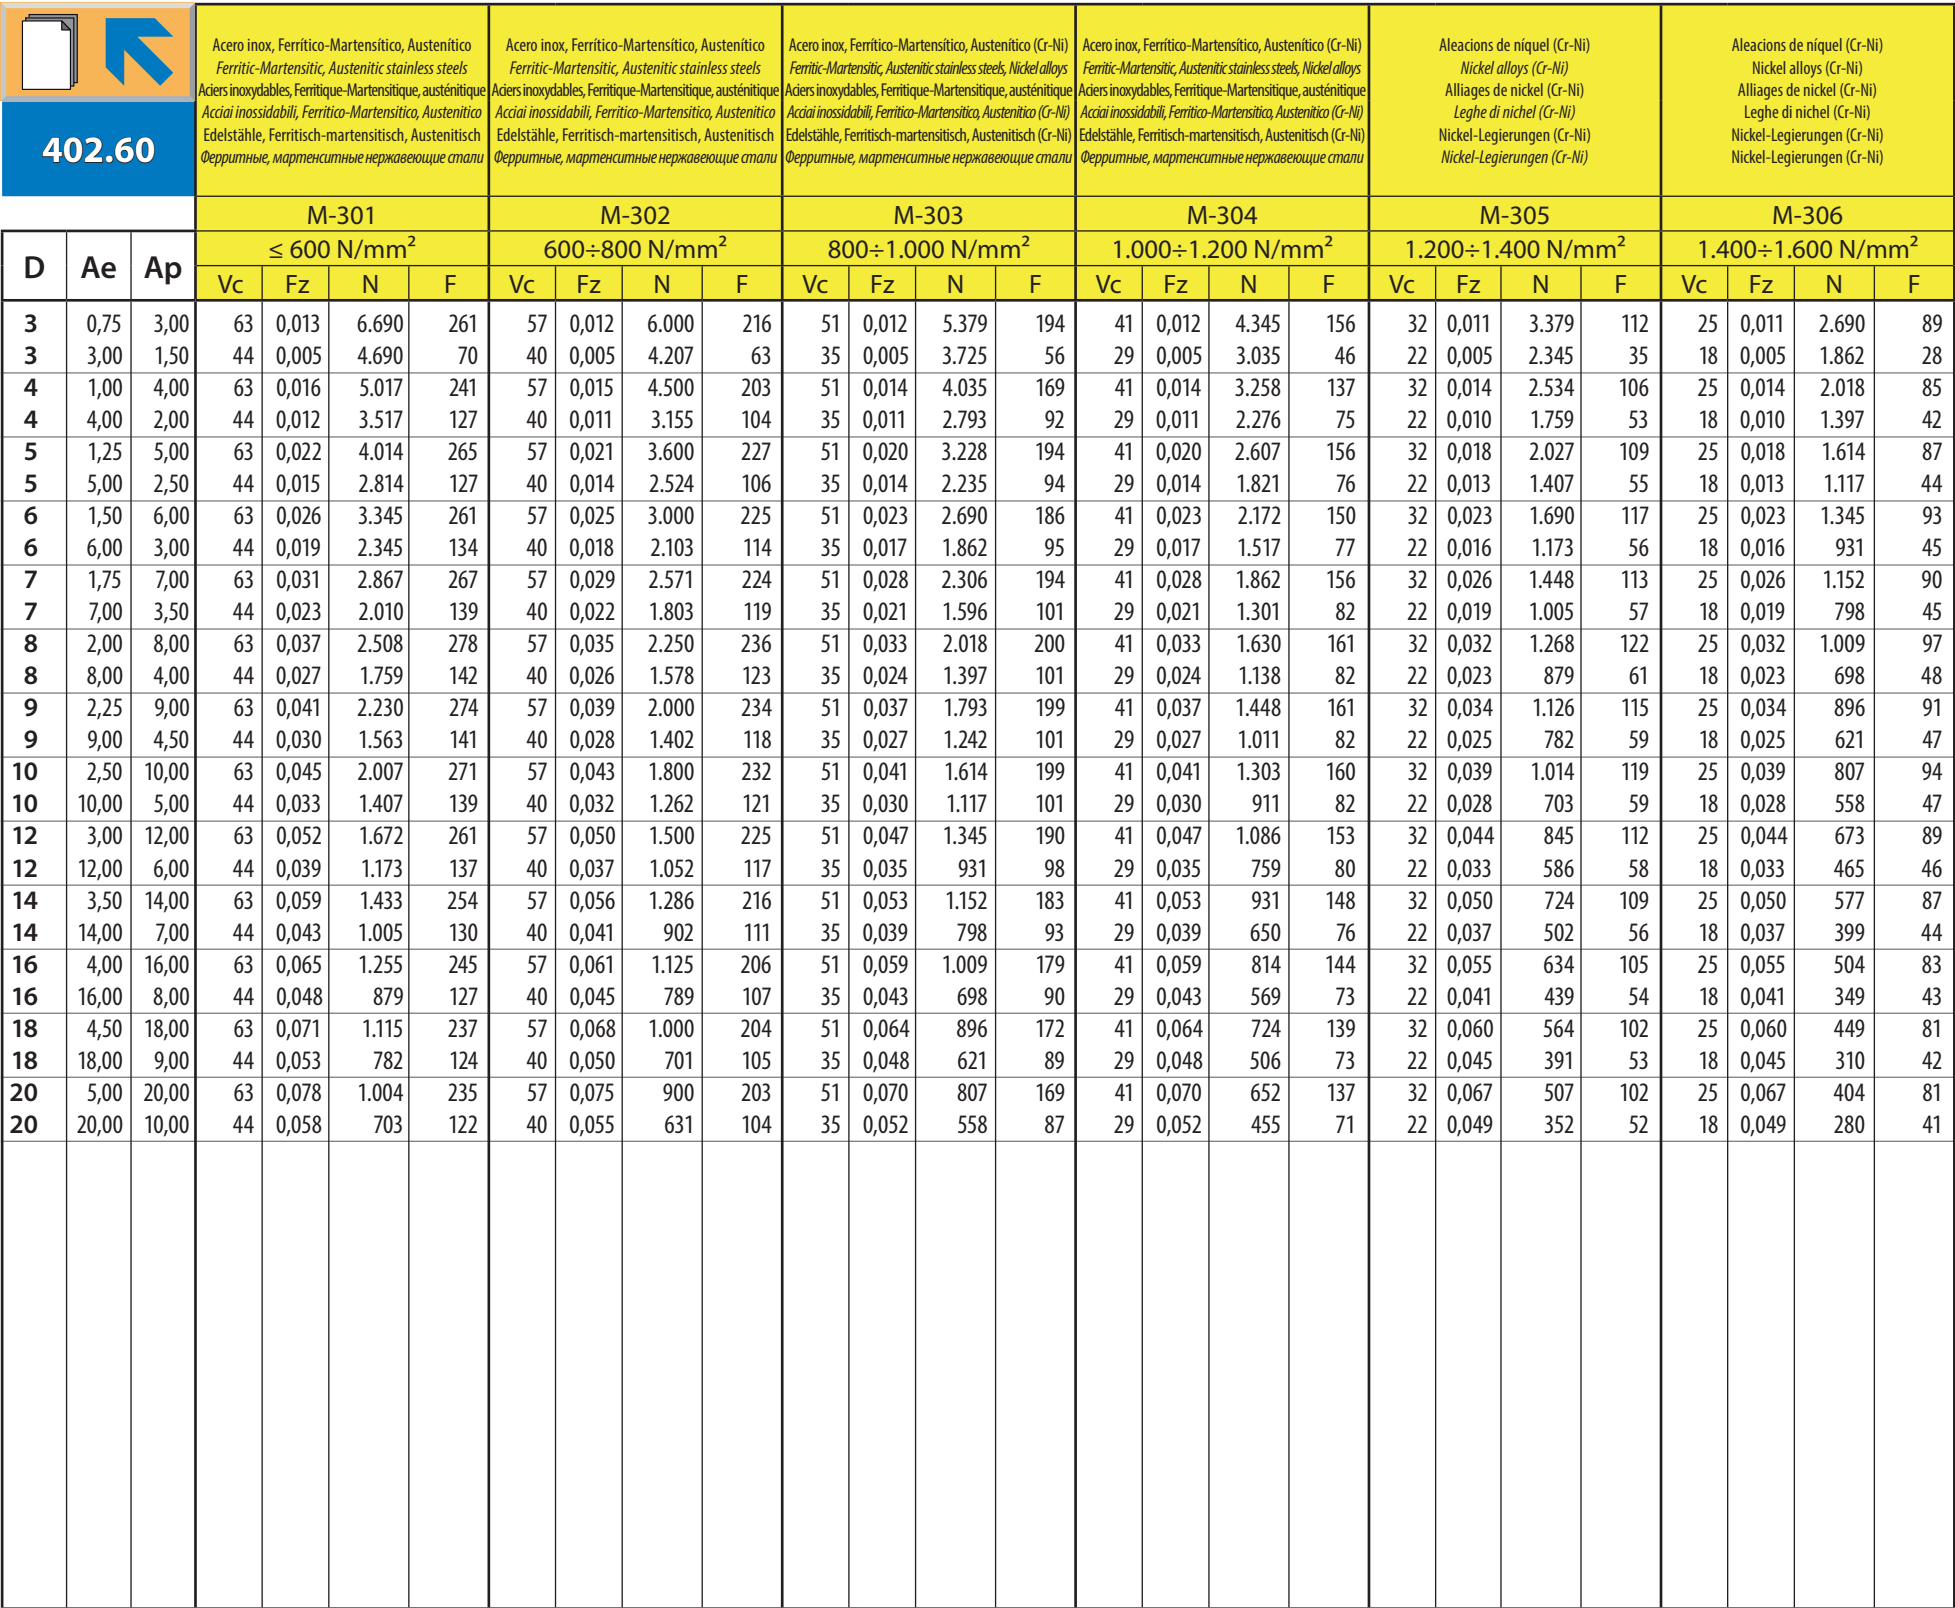 402.60
Acero inox, Ferrítico-Martensítico, Austenítico
Ferritic-Martensitic, Austenitic stainless steels
Aciers inoxydables, Ferritique-Martensitique, austénitique
Acciai inossidabili, Ferritico-Martensitico, Austenitico
Edelstähle, Ferritisch-martensitisch, Austenitisch
Ферритные, мартенситные нержавеющие стали
Acero inox, Ferrítico-Martensítico, Austenítico
Ferritic-Martensitic, Austenitic stainless steels
Aciers inoxydables, Ferritique-Martensitique, austénitique
Acciai inossidabili, Ferritico-Martensitico, Austenitico
Edelstähle, Ferritisch-martensitisch, Austenitisch
Ферритные, мартенситные нержавеющие стали
Acero inox, Ferrítico-Martensítico, Austenítico (Cr-Ni)
Ferritic-Martensitic, Austenitic stainless steels, Nickel alloys
Aciers inoxydables, Ferritique-Martensitique, austénitique
Acciai inossidabili, Ferritico-Martensitico, Austenitico (Cr-Ni)
Edelstähle, Ferritisch-martensitisch, Austenitisch (Cr-Ni)
Ферритные, мартенситные нержавеющие стали
Acero inox, Ferrítico-Martensítico, Austenítico (Cr-Ni)
Ferritic-Martensitic, Austenitic stainless steels, Nickel alloys
Aciers inoxydables, Ferritique-Martensitique, austénitique
Acciai inossidabili, Ferritico-Martensitico, Austenitico (Cr-Ni)
Edelstähle, Ferritisch-martensitisch, Austenitisch (Cr-Ni)
Ферритные, мартенситные нержавеющие стали
Aleacions de níquel (Cr-Ni)
Nickel alloys (Cr-Ni)
Alliages de nickel (Cr-Ni)
Leghe di nichel (Cr-Ni)
Nickel-Legierungen (Cr-Ni)
Nickel-Legierungen (Cr-Ni)
Aleacions de níquel (Cr-Ni)
Nickel alloys (Cr-Ni)
Alliages de nickel (Cr-Ni)
Leghe di nichel (Cr-Ni)
Nickel-Legierungen (Cr-Ni)
Nickel-Legierungen (Cr-Ni)
M-301 M-302 M-303 M-304 M-305 M-306
≤ 600 N/mm² 600÷800 N/mm² 800÷1.000 N/mm² 1.000÷1.200 N/mm² 1.200÷1.400 N/mm² 1.400÷1.600 N/mm²
D Ae Ap Vc Fz N F Vc Fz N F Vc Fz N F Vc Fz N F Vc Fz N F Vc Fz N F
3 0,75 3,00 63 0,013 6.690 261 57 0,012 6.000 216 51 0,012 5.379 194 41 0,012 4.345 156 32 0,011 3.379 112 25 0,011 2.690 89
3 3,00 1,50 44 0,005 4.690 70 40 0,005 4.207 63 35 0,005 3.725 56 29 0,005 3.035 46 22 0,005 2.345 35 18 0,005 1.862 28
4 1,00 4,00 63 0,016 5.017 241 57 0,015 4.500 203 51 0,014 4.035 169 41 0,014 3.258 137 32 0,014 2.534 106 25 0,014 2.018 85
4 4,00 2,00 44 0,012 3.517 127 40 0,011 3.155 104 35 0,011 2.793 92 29 0,011 2.276 75 22 0,010 1.759 53 18 0,010 1.397 42
5 1,25 5,00 63 0,022 4.014 265 57 0,021 3.600 227 51 0,020 3.228 194 41 0,020 2.607 156 32 0,018 2.027 109 25 0,018 1.614 87
5 5,00 2,50 44 0,015 2.814 127 40 0,014 2.524 106 35 0,014 2.235 94 29 0,014 1.821 76 22 0,013 1.407 55 18 0,013 1.117 44
6 1,50 6,00 63 0,026 3.345 261 57 0,025 3.000 225 51 0,023 2.690 186 41 0,023 2.172 150 32 0,023 1.690 117 25 0,023 1.345 93
6 6,00 3,00 44 0,019 2.345 134 40 0,018 2.103 114 35 0,017 1.862 95 29 0,017 1.517 77 22 0,016 1.173 56 18 0,016 931 45
7 1,75 7,00 63 0,031 2.867 267 57 0,029 2.571 224 51 0,028 2.306 194 41 0,028 1.862 156 32 0,026 1.448 113 25 0,026 1.152 90
7 7,00 3,50 44 0,023 2.010 139 40 0,022 1.803 119 35 0,021 1.596 101 29 0,021 1.301 82 22 0,019 1.005 57 18 0,019 798 45
8 2,00 8,00 63 0,037 2.508 278 57 0,035 2.250 236 51 0,033 2.018 200 41 0,033 1.630 161 32 0,032 1.268 122 25 0,032 1.009 97
8 8,00 4,00 44 0,027 1.759 142 40 0,026 1.578 123 35 0,024 1.397 101 29 0,024 1.138 82 22 0,023 879 61 18 0,023 698 48
9 2,25 9,00 63 0,041 2.230 274 57 0,039 2.000 234 51 0,037 1.793 199 41 0,037 1.448 161 32 0,034 1.126 115 25 0,034 896 91
9 9,00 4,50 44 0,030 1.563 141 40 0,028 1.402 118 35 0,027 1.242 101 29 0,027 1.011 82 22 0,025 782 59 18 0,025 621 47
10 2,50 10,00 63 0,045 2.007 271 57 0,043 1.800 232 51 0,041 1.614 199 41 0,041 1.303 160 32 0,039 1.014 119 25 0,039 807 94
10 10,00 5,00 44 0,033 1.407 139 40 0,032 1.262 121 35 0,030 1.117 101 29 0,030 911 82 22 0,028 703 59 18 0,028 558 47
12 3,00 12,00 63 0,052 1.672 261 57 0,050 1.500 225 51 0,047 1.345 190 41 0,047 1.086 153 32 0,044 845 112 25 0,044 673 89
12 12,00 6,00 44 0,039 1.173 137 40 0,037 1.052 117 35 0,035 931 98 29 0,035 759 80 22 0,033 586 58 18 0,033 465 46
14 3,50 14,00 63 0,059 1.433 254 57 0,056 1.286 216 51 0,053 1.152 183 41 0,053 931 148 32 0,050 724 109 25 0,050 577 87
14 14,00 7,00 44 0,043 1.005 130 40 0,041 902 111 35 0,039 798 93 29 0,039 650 76 22 0,037 502 56 18 0,037 399 44
16 4,00 16,00 63 0,065 1.255 245 57 0,061 1.125 206 51 0,059 1.009 179 41 0,059 814 144 32 0,055 634 105 25 0,055 504 83
16 16,00 8,00 44 0,048 879 127 40 0,045 789 107 35 0,043 698 90 29 0,043 569 73 22 0,041 439 54 18 0,041 349 43
18 4,50 18,00 63 0,071 1.115 237 57 0,068 1.000 204 51 0,064 896 172 41 0,064 724 139 32 0,060 564 102 25 0,060 449 81
18 18,00 9,00 44 0,053 782 124 40 0,050 701 105 35 0,048 621 89 29 0,048 506 73 22 0,045 391 53 18 0,045 310 42
20 5,00 20,00 63 0,078 1.004 235 57 0,075 900 203 51 0,070 807 169 41 0,070 652 137 32 0,067 507 102 25 0,067 404 81
20 20,00 10,00 44 0,058 703 122 40 0,055 631 104 35 0,052 558 87 29 0,052 455 71 22 0,049 352 52 18 0,049 280 41